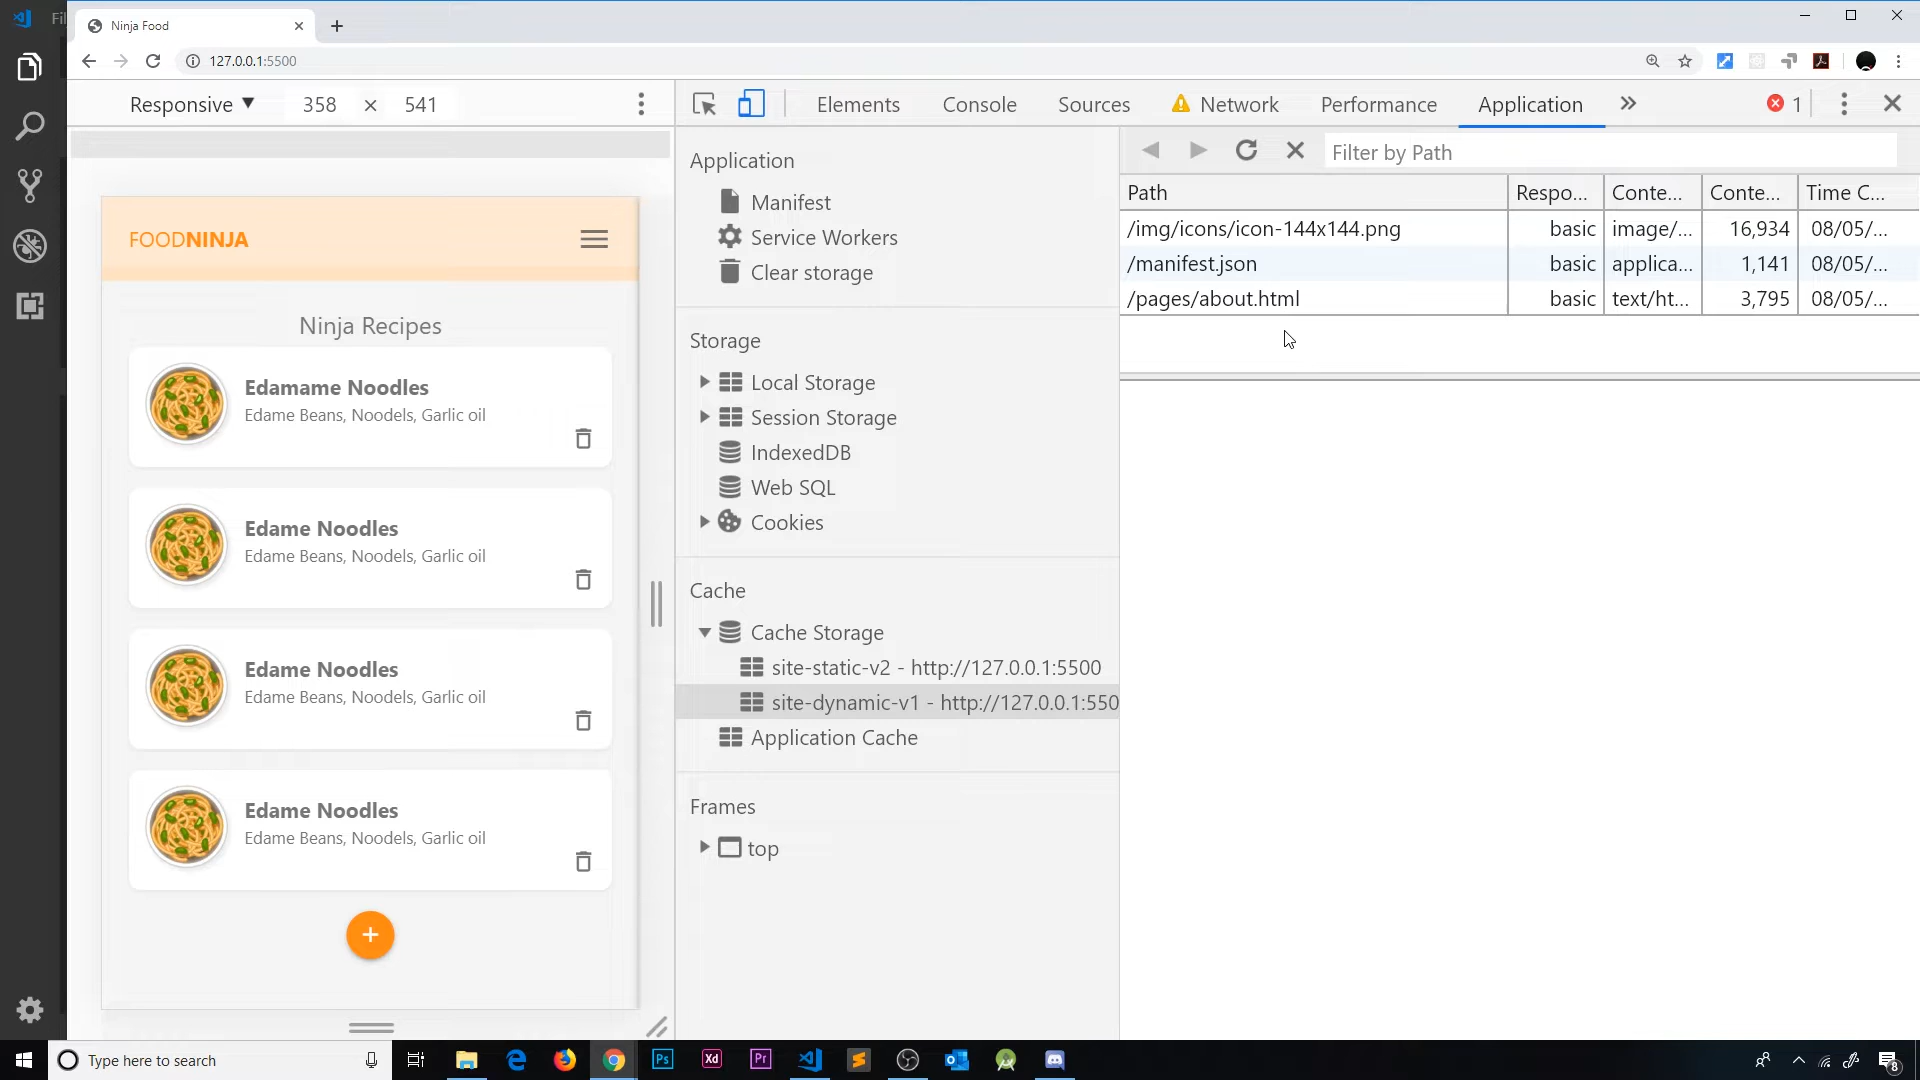 Fil
Ninja Food
127.0.0.1:5500
Responsive
358 × 541
Elements
Console
Sources
Network
Performance
Application
1
FOODNINJA
Ninja Recipes
Edamame Noodles
Edame Beans, Noodels, Garlic oil
Edame Noodles
Edame Beans, Noodels, Garlic oil
Edame Noodles
Edame Beans, Noodels, Garlic oil
Edame Noodles
Edame Beans, Noodels, Garlic oil
Application
Manifest
Service Workers
Clear storage
Storage
Local Storage
Session Storage
IndexedDB
Web SQL
Cookies
Cache
Cache Storage
site-static-v2 - http://127.0.0.1:5500
site-dynamic-v1 - http://127.0.0.1:550
Application Cache
Frames
top
Filter by Path
Path Respo... Conte... Conte... Time C...
/img/icons/icon-144x144.png basic image/... 16,934 08/05/...
/manifest.json basic applica... 1,141 08/05/...
/pages/about.html basic text/ht... 3,795 08/05/...
Type here to search
Ps
Xd
Pr
8